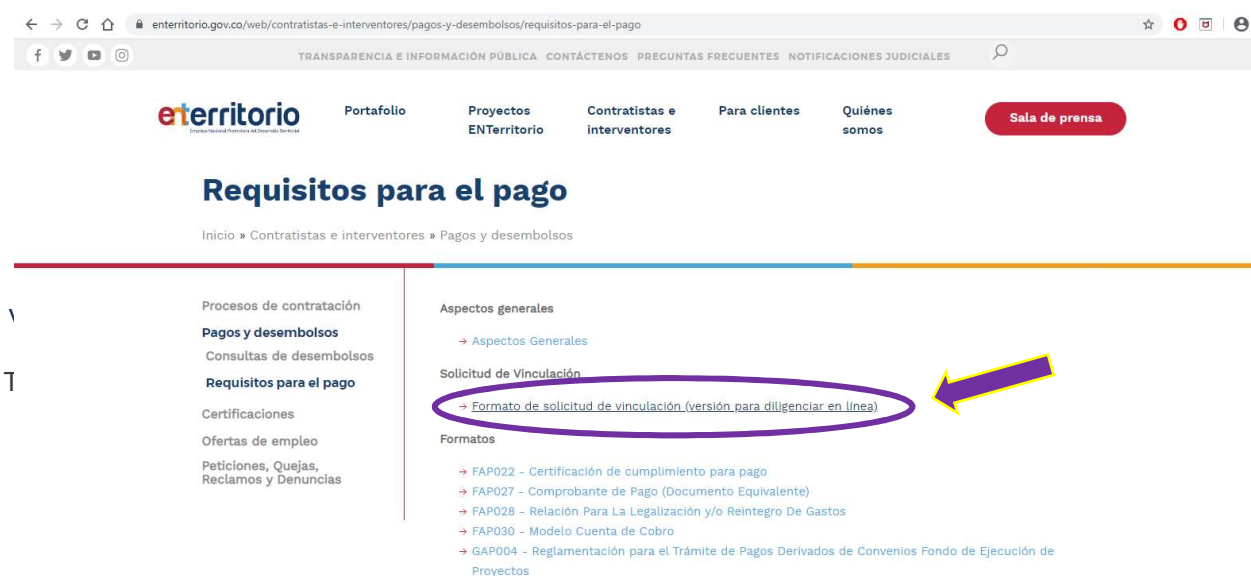 enterritorio.gov.co/web/contratistas-e-interventores/pagos-y-desembolsos/requisitos-para-el-pago
TRANSPARENCIA E INFORMACIÓN PÚBLICA CONTÁCTENOS PREGUNTAS FRECUENTES NOTIFICACIONES JUDICIALES
enterritorio
Empresa Nacional Promotora del Desarrollo Territorial
Portafolio
Proyectos
ENTerritorio
Contratistas e
interventores
Para clientes
Quiénes
somos
Sala de prensa
Requisitos para el pago
Inicio » Contratistas e interventores » Pagos y desembolsos
Procesos de contratación
Pagos y desembolsos
Consultas de desembolsos
Requisitos para el pago
Certificaciones
Ofertas de empleo
Peticiones, Quejas,
Reclamos y Denuncias
T
Aspectos generales
→ Aspectos Generales
Solicitud de Vinculación
→ Formato de solicitud de vinculación (versión para diligenciar en línea)
Formatos
→ FAP022 - Certificación de cumplimiento para pago
→ FAP027 - Comprobante de Pago (Documento Equivalente)
→ FAP028 - Relación Para La Legalización y/o Reintegro De Gastos
→ FAP030 - Modelo Cuenta de Cobro
→ GAP004 - Reglamentación para el Trámite de Pagos Derivados de Convenios Fondo de Ejecución de
Proyectos